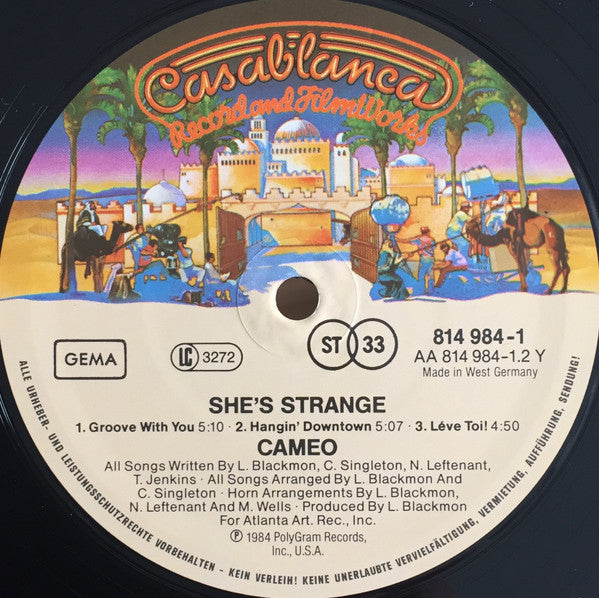 Casablanca
Record and FilmWorks
GEMA
LC 3272
ST 33
814 984-1
AA 814 984-1.2 Y
Made in West Germany
SHE'S STRANGE
1. Groove With You 5:10 · 2. Hangin' Downtown 5:07 · 3. Léve Toi! 4:50
CAMEO
All Songs Written By L. Blackmon, C. Singleton, N. Leftenant,
T. Jenkins · All Songs Arranged By L. Blackmon And
C. Singleton · Horn Arrangements By L. Blackmon,
N. Leftenant And M. Wells · Produced By L. Blackmon
For Atlanta Art. Rec., Inc.
℗ 1984 PolyGram Records,
Inc., U.S.A.
ALLE URHEBER- UND LEISTUNGSSCHUTZRECHTE VORBEHALTEN - KEIN VERLEIH! KEINE UNERLAUBTE VERVIELFÄLTIGUNG, VERMIETUNG, AUFFÜHRUNG, SENDUNG!